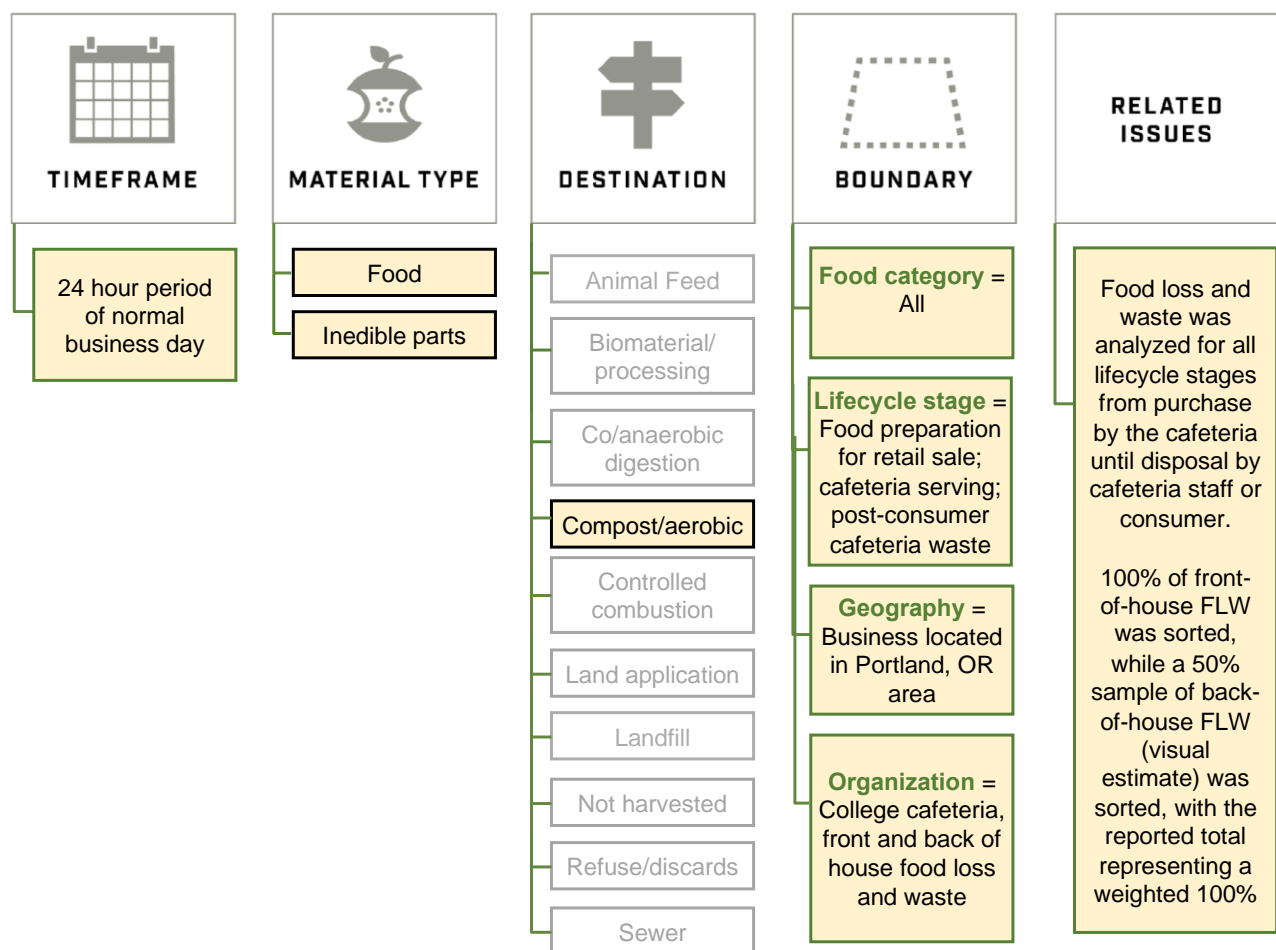 TIMEFRAME
24 hour period
of normal
business day
MATERIAL TYPE
Food
Inedible parts
DESTINATION
Animal Feed
Biomaterial/
processing
Co/anaerobic
digestion
Compost/aerobic
Controlled
combustion
Land application
Landfill
Not harvested
Refuse/discards
Sewer
BOUNDARY
Food category =
All
Lifecycle stage =
Food preparation
for retail sale;
cafeteria serving;
post-consumer
cafeteria waste
Geography =
Business located
in Portland, OR
area
Organization =
College cafeteria,
front and back of
house food loss
and waste
RELATED
ISSUES
Food loss and
waste was
analyzed for all
lifecycle stages
from purchase
by the cafeteria
until disposal by
cafeteria staff or
consumer.
100% of front-
of-house FLW
was sorted,
while a 50%
sample of back-
of-house FLW
(visual
estimate) was
sorted, with the
reported total
representing a
weighted 100%